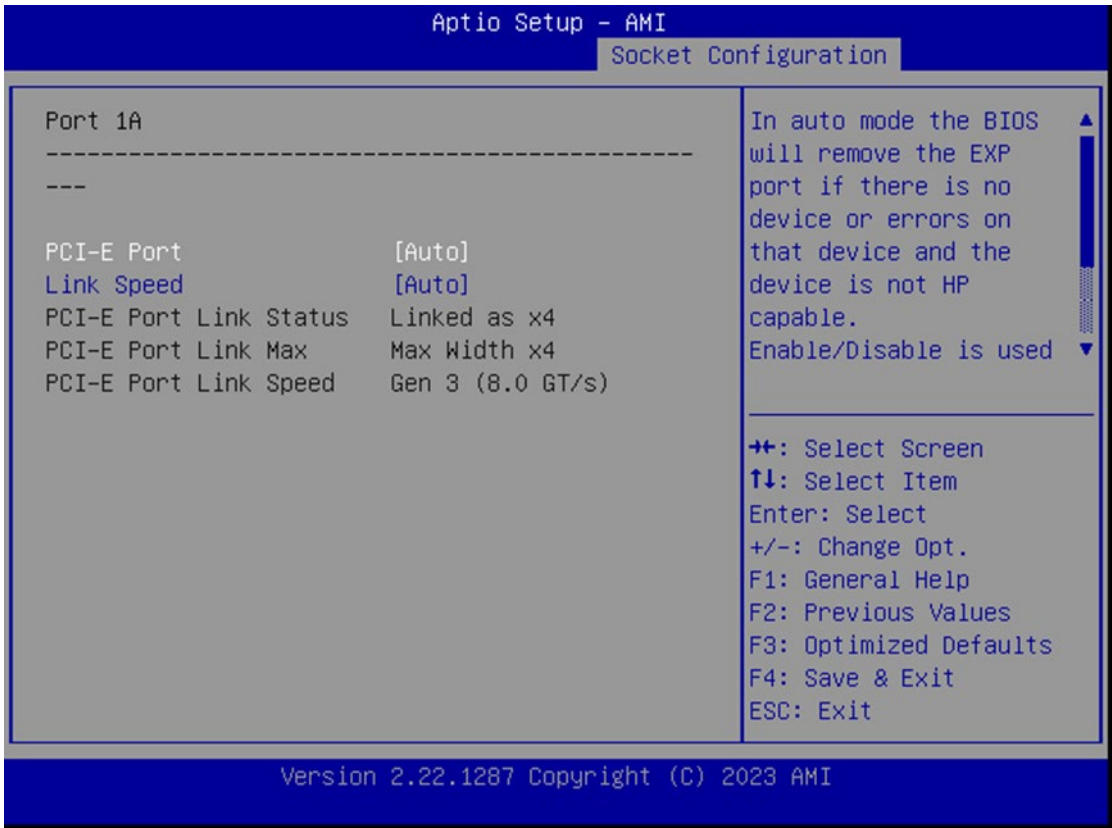 Aptio Setup – AMI
Socket Configuration
Port 1A
-----------------------------------------------
---
PCI-E Port [Auto]
Link Speed [Auto]
PCI-E Port Link Status Linked as x4
PCI-E Port Link Max Max Width x4
PCI-E Port Link Speed Gen 3 (8.0 GT/s)
In auto mode the BIOS
will remove the EXP
port if there is no
device or errors on
that device and the
device is not HP
capable.
Enable/Disable is used
→←: Select Screen
↑↓: Select Item
Enter: Select
+/-: Change Opt.
F1: General Help
F2: Previous Values
F3: Optimized Defaults
F4: Save & Exit
ESC: Exit
Version 2.22.1287 Copyright (C) 2023 AMI